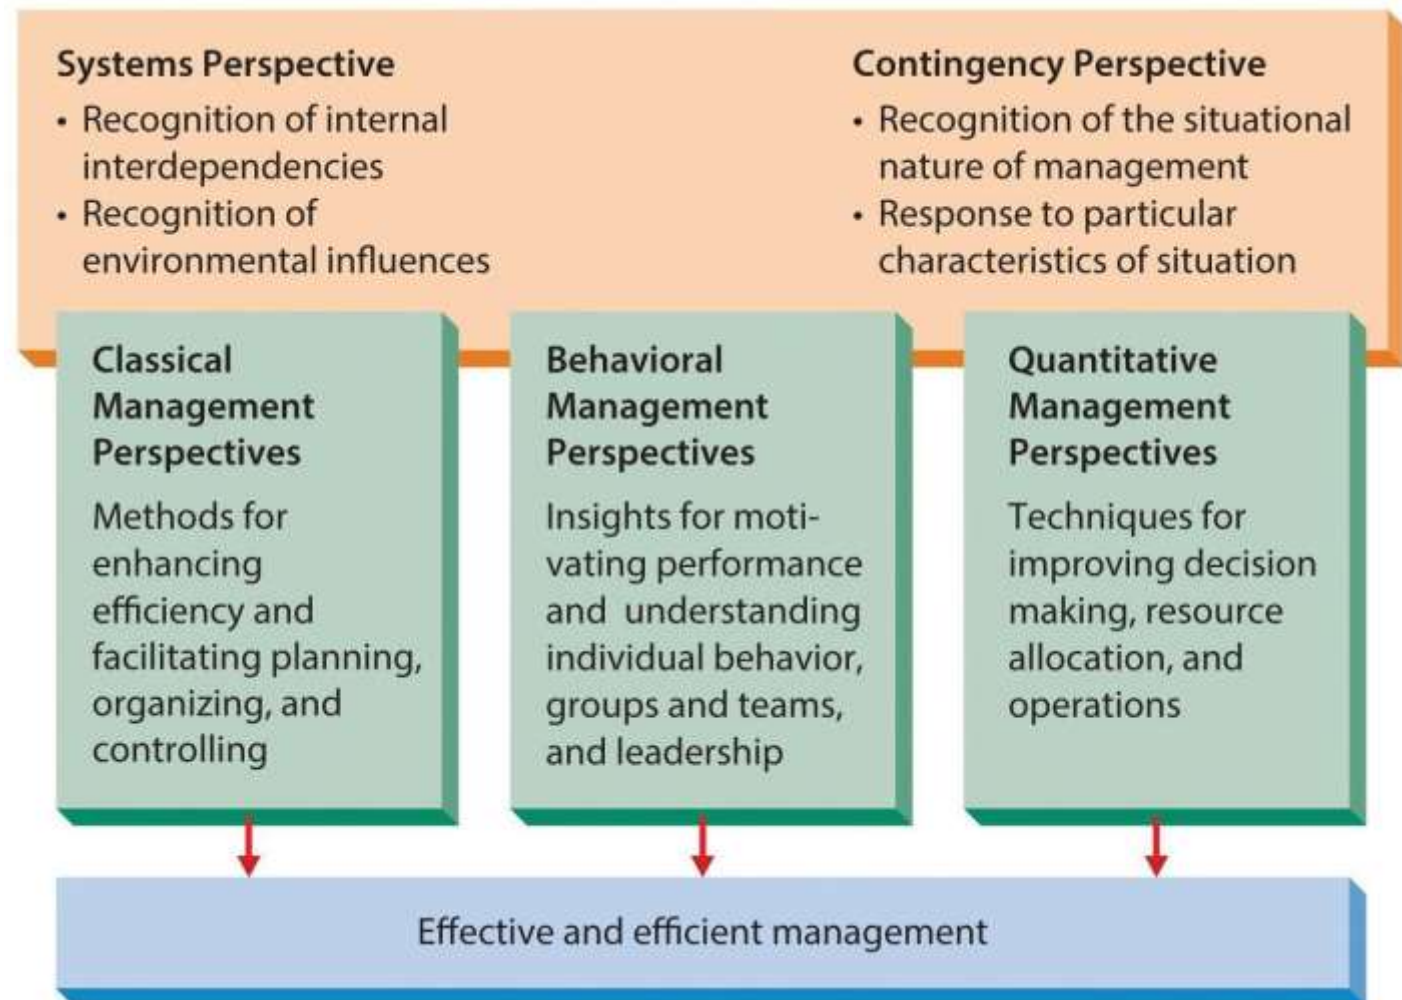 Systems Perspective
• Recognition of internal
interdependencies
• Recognition of
environmental influences
Contingency Perspective
• Recognition of the situational
nature of management
• Response to particular
characteristics of situation
Classical
Management
Perspectives
Methods for
enhancing
efficiency and
facilitating planning,
organizing, and
controlling
Behavioral
Management
Perspectives
Insights for moti-
vating performance
and understanding
individual behavior,
groups and teams,
and leadership
Quantitative
Management
Perspectives
Techniques for
improving decision
making, resource
allocation, and
operations
Effective and efficient management